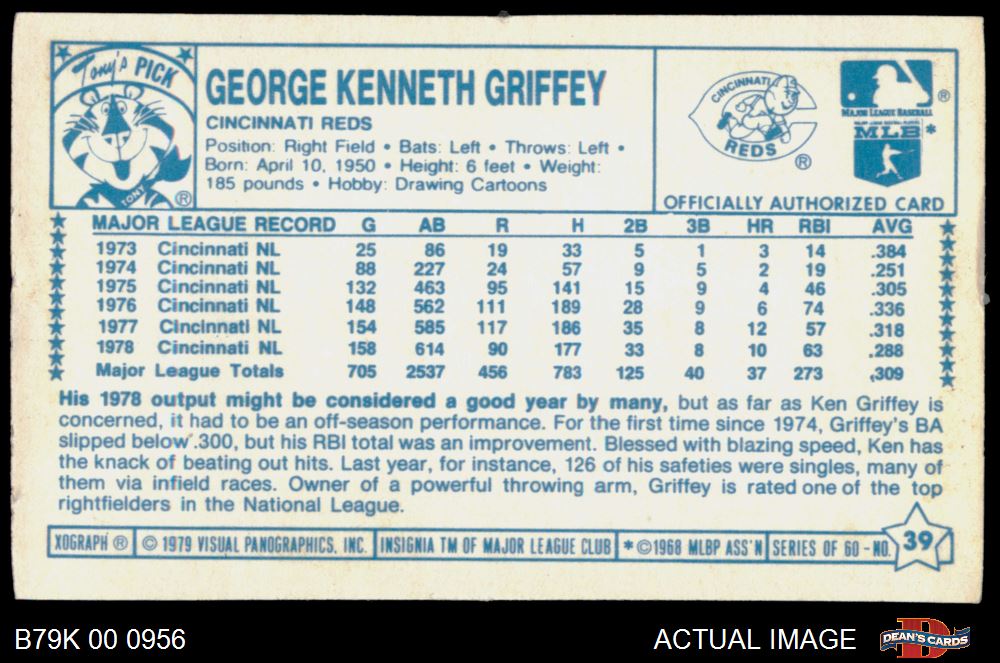 Tony's PICK
TONY
®
GEORGE KENNETH GRIFFEY
CINCINNATI REDS
Position: Right Field • Bats: Left • Throws: Left •
Born: April 10, 1950 • Height: 6 feet • Weight:
185 pounds • Hobby: Drawing Cartoons
CINCINNATI
REDS
®
®
MAJOR LEAGUE BASEBALL
MLB*
OFFICIALLY AUTHORIZED CARD
MAJOR LEAGUE RECORD G AB R H 2B 3B HR RBI AVG
1973 Cincinnati NL 25 86 19 33 5 1 3 14 .384
1974 Cincinnati NL 88 227 24 57 9 5 2 19 .251
1975 Cincinnati NL 132 463 95 141 15 9 4 46 .305
1976 Cincinnati NL 148 562 111 189 28 9 6 74 .336
1977 Cincinnati NL 154 585 117 186 35 8 12 57 .318
1978 Cincinnati NL 158 614 90 177 33 8 10 63 .288
Major League Totals 705 2537 456 783 125 40 37 273 .309
His 1978 output might be considered a good year by many, but as far as Ken Griffey is
concerned, it had to be an off-season performance. For the first time since 1974, Griffey's BA
slipped below .300, but his RBI total was an improvement. Blessed with blazing speed, Ken has
the knack of beating out hits. Last year, for instance, 126 of his safeties were singles, many of
them via infield races. Owner of a powerful throwing arm, Griffey is rated one of the top
rightfielders in the National League.
XOGRAPH ® © 1979 VISUAL PANOGRAPHICS, INC. INSIGNIA TM OF MAJOR LEAGUE CLUB *©1968 MLBP ASS'N SERIES OF 60 - NO. 39
B79K 00 0956
ACTUAL IMAGE
D
DEAN'S CARDS